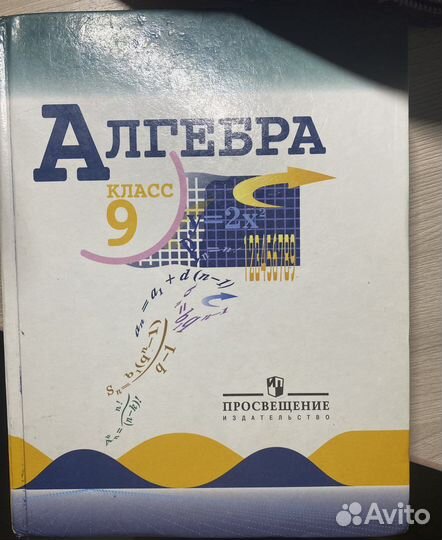 АЛГЕБРА
КЛАСС
9
y=2x²
123456789
aₙ = a₁ + d(n-1)
ПРОСВЕЩЕНИЕ
ИЗДАТЕЛЬСТВО
Avito